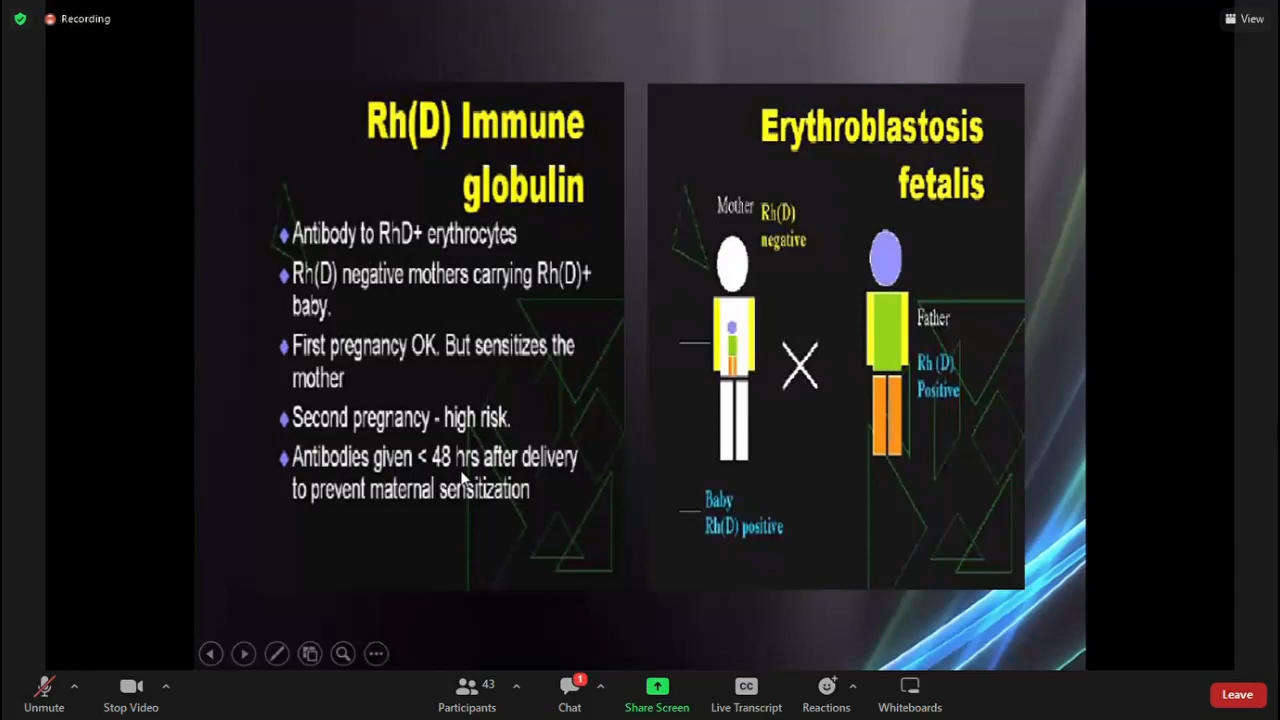 Recording
View
Rh(D) Immune
globulin
Antibody to RhD+ erythrocytes
Rh(D) negative mothers carrying Rh(D)+
baby.
First pregnancy OK. But sensitizes the
mother
Second pregnancy - high risk.
Antibodies given < 48 hrs after delivery
to prevent maternal sensitization
Erythroblastosis
fetalis
Mother
Rh(D)
negative
Father
Rh (D)
Positive
Baby
Rh(D) positive
Unmute
Stop Video
43
Participants
1
Chat
Share Screen
CC
Live Transcript
Reactions
Whiteboards
Leave